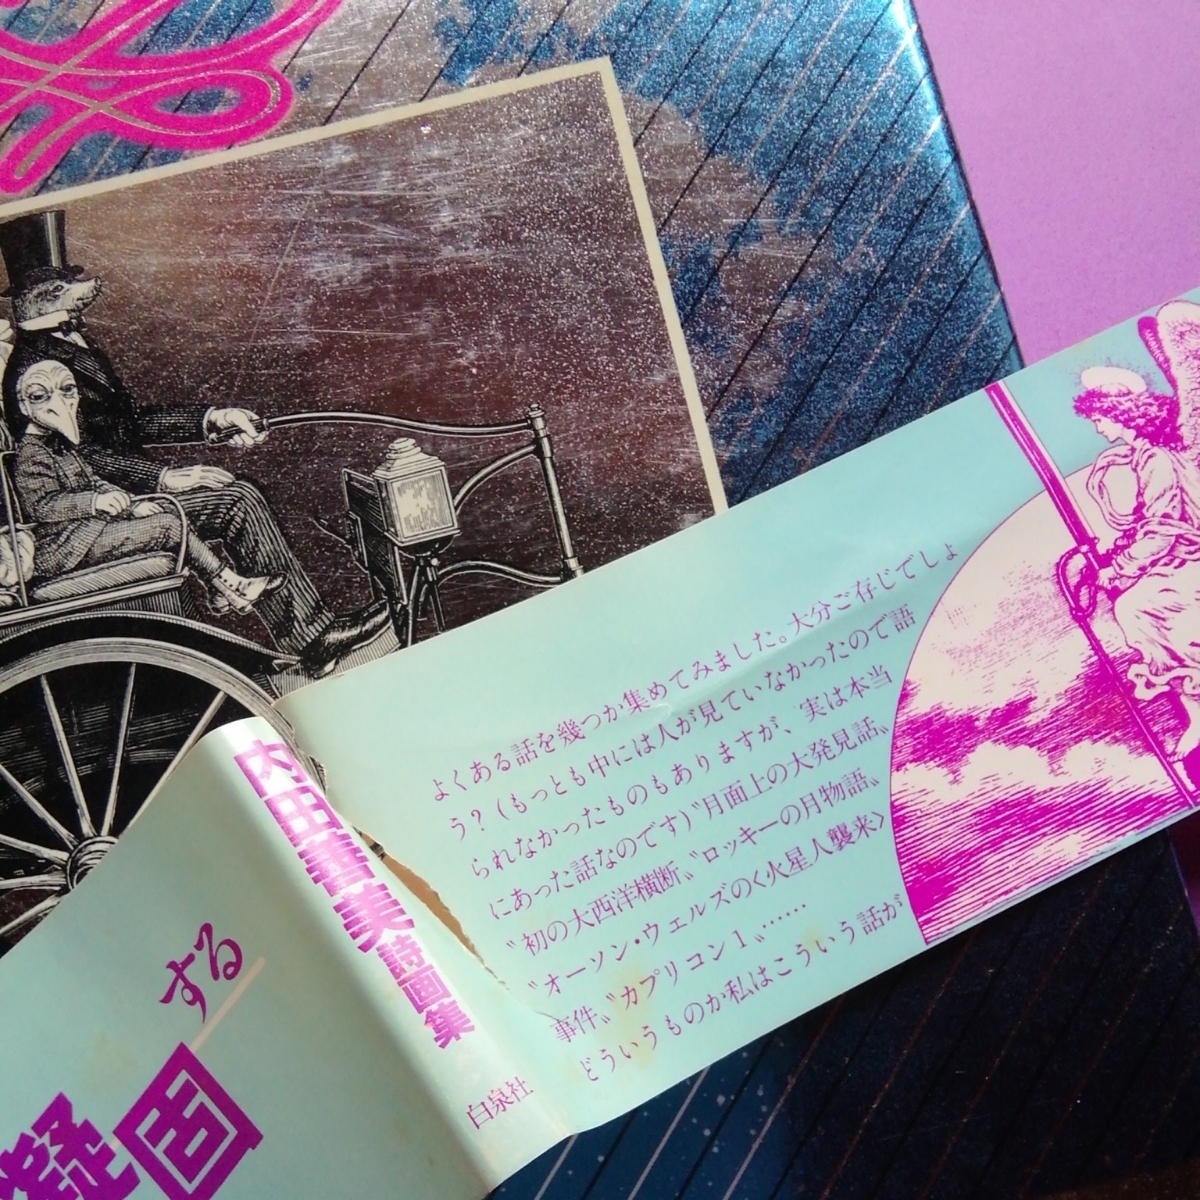 よくある話を幾つか集めてみました。大分ご存じでしょ
う?(もっとも中には人が見ていなかったので語
られなかったものもありますが、実は本当
にあった話なのです)〝月面上の大発見話〟
〝初の大西洋横断〟〝ロッキーの月物語〟
〝オーソン・ウェルズの〈火星人襲来〉
事件〟〝カプリコン1〟……
どういうものか私はこういう話が
内田善美詩画集
白泉社
する
凝固